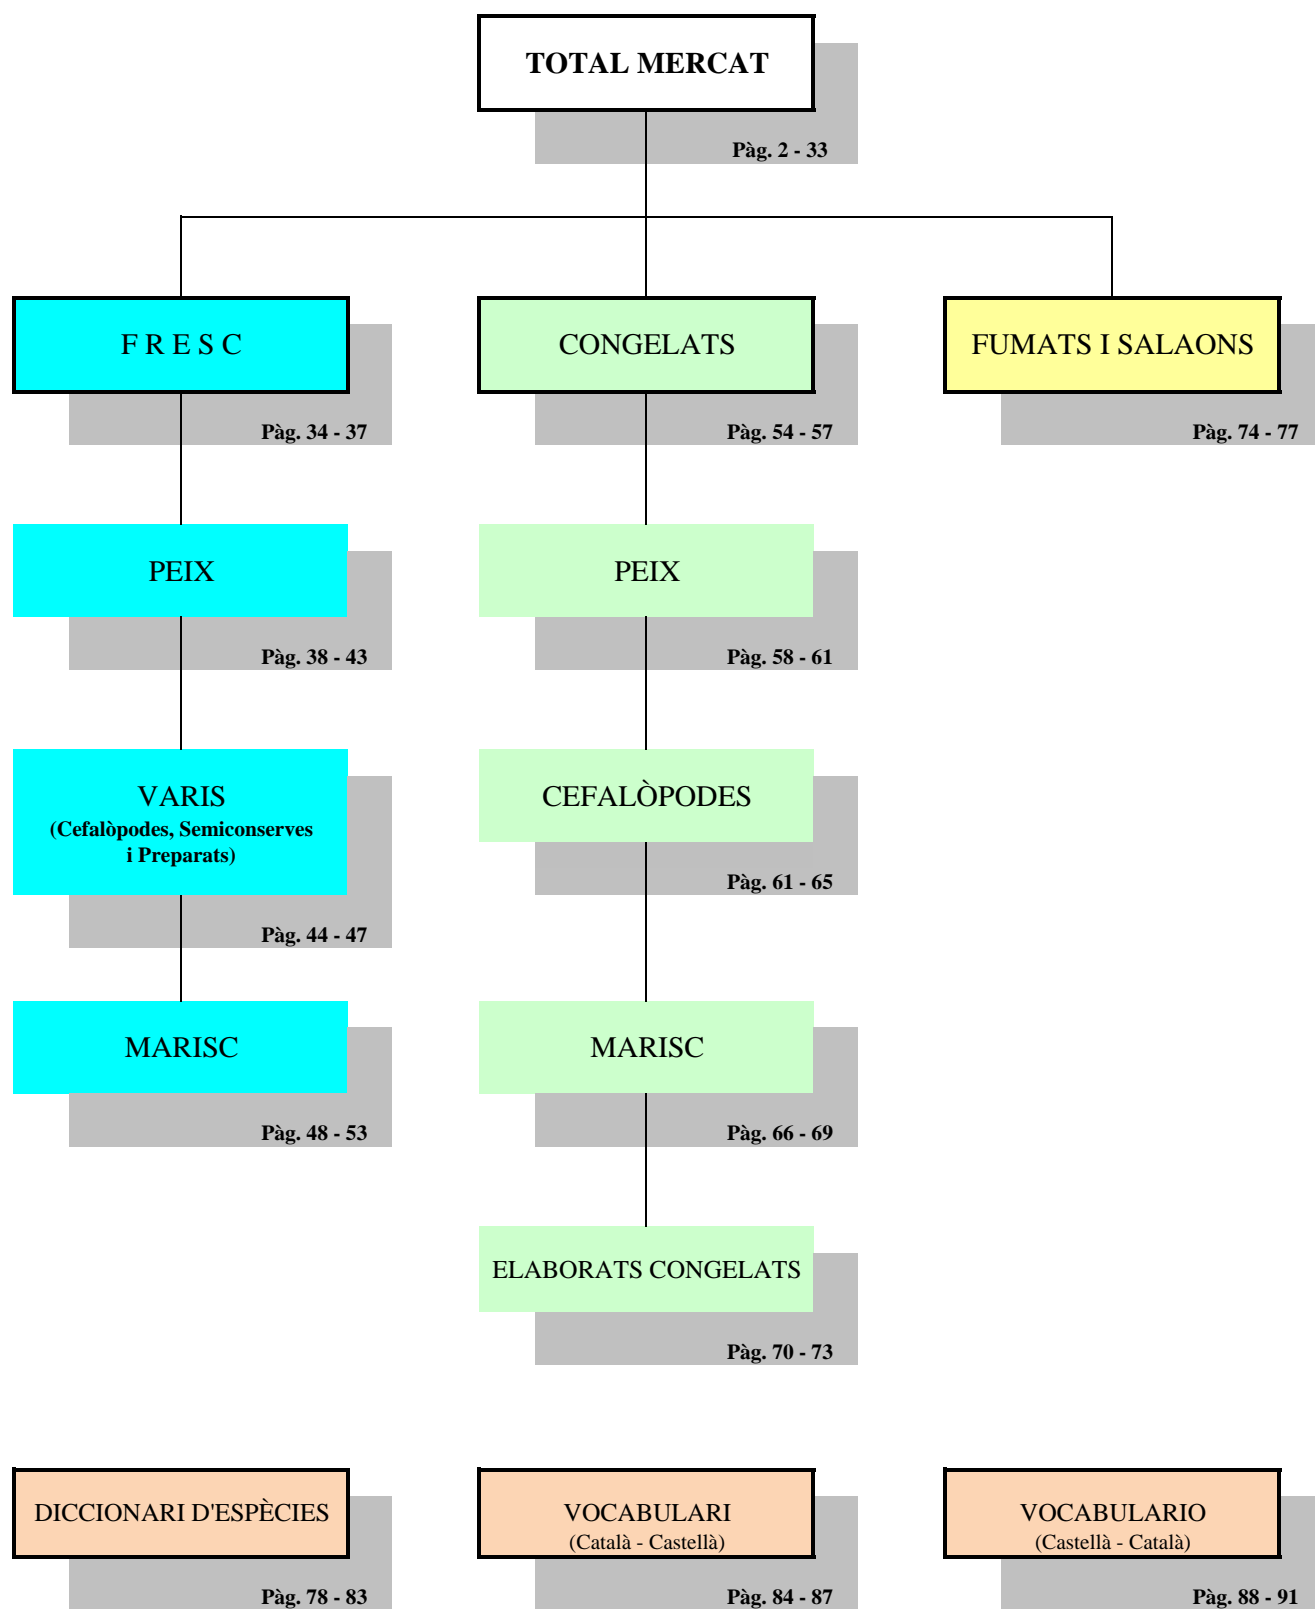 TOTAL MERCAT
Pàg. 2 - 33
F R E S C
Pàg. 34 - 37
CONGELATS
Pàg. 54 - 57
FUMATS I SALAONS
Pàg. 74 - 77
PEIX
Pàg. 38 - 43
PEIX
Pàg. 58 - 61
VARIS
(Cefalòpodes, Semiconserves
i Preparats)
Pàg. 44 - 47
CEFALÒPODES
Pàg. 61 - 65
MARISC
Pàg. 48 - 53
MARISC
Pàg. 66 - 69
ELABORATS CONGELATS
Pàg. 70 - 73
DICCIONARI D'ESPÈCIES
Pàg. 78 - 83
VOCABULARI
(Català - Castellà)
Pàg. 84 - 87
VOCABULARIO
(Castellà - Català)
Pàg. 88 - 91